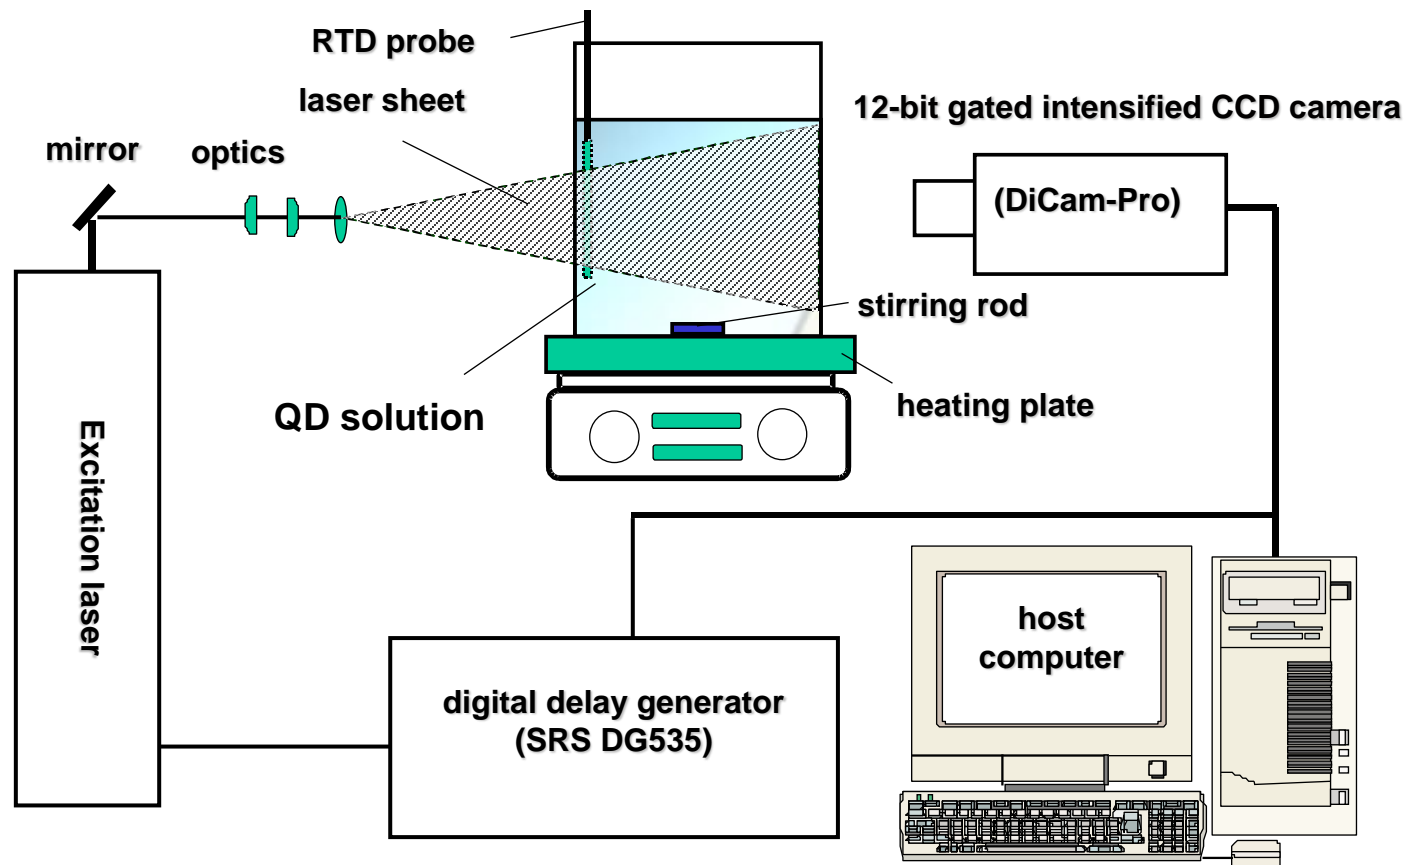 RTD probe
laser sheet
12-bit gated intensified CCD camera
mirror
optics
(DiCam-Pro)
stirring rod
heating plate
QD solution
Excitation laser
host
computer
digital delay generator
(SRS DG535)